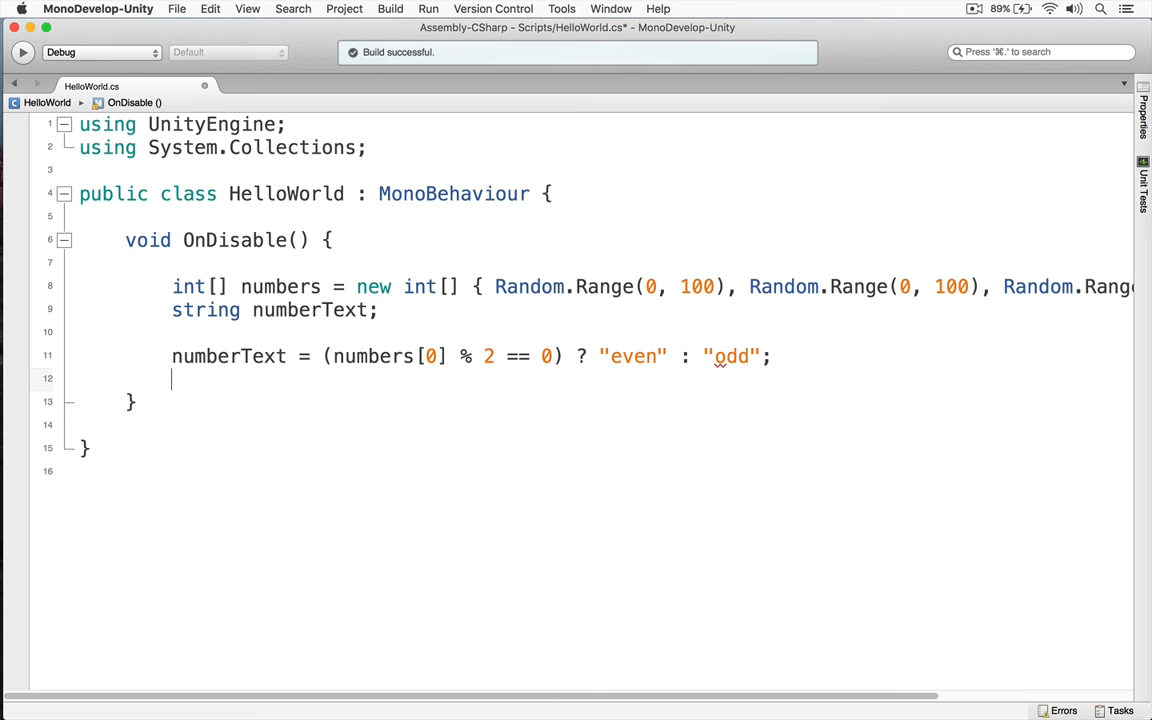 MonoDevelop-Unity File Edit View Search Project Build Run Version Control Tools Window Help 89%
Assembly-CSharp - Scripts/HelloWorld.cs* - MonoDevelop-Unity
Debug Default Build successful. Press '⌘.' to search
HelloWorld.cs
HelloWorld ▸ OnDisable ()
1 using UnityEngine;
2 using System.Collections;
3
4 public class HelloWorld : MonoBehaviour {
5
6 void OnDisable() {
7
8 int[] numbers = new int[] { Random.Range(0, 100), Random.Range(0, 100), Random.Rang
9 string numberText;
10
11 numberText = (numbers[0] % 2 == 0) ? "even" : "odd";
12
13 }
14
15 }
16
Properties
Unit Tests
Errors Tasks